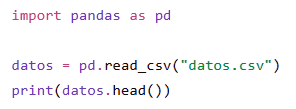 import pandas as pd
datos = pd.read_csv("datos.csv")
print(datos.head())